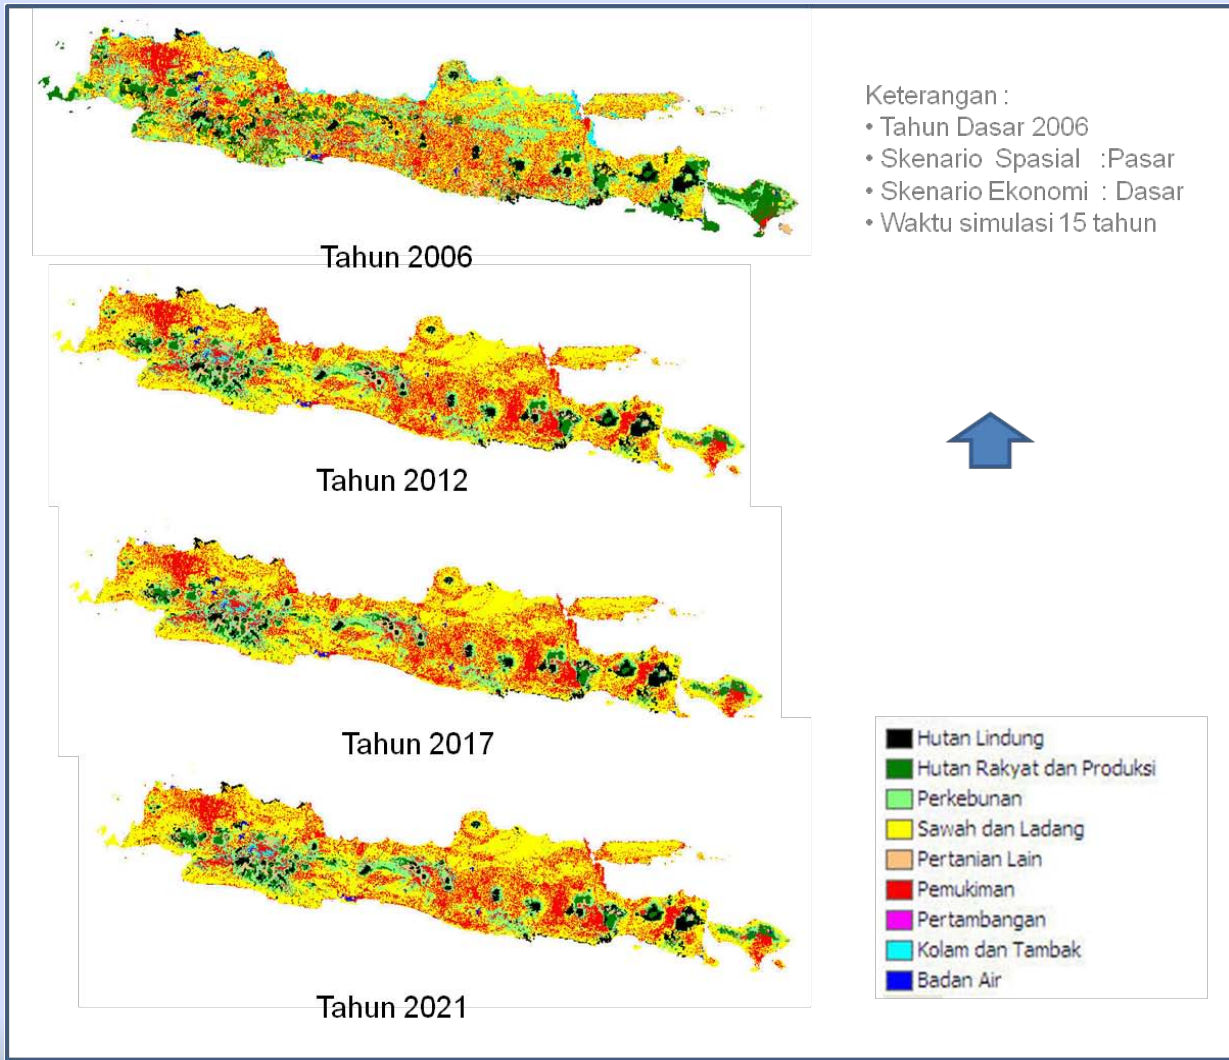 Keterangan :
• Tahun Dasar 2006
• Skenario Spasial :Pasar
• Skenario Ekonomi : Dasar
• Waktu simulasi 15 tahun
Tahun 2006
Tahun 2012
Tahun 2017
Tahun 2021
Hutan Lindung
Hutan Rakyat dan Produksi
Perkebunan
Sawah dan Ladang
Pertanian Lain
Pemukiman
Pertambangan
Kolam dan Tambak
Badan Air